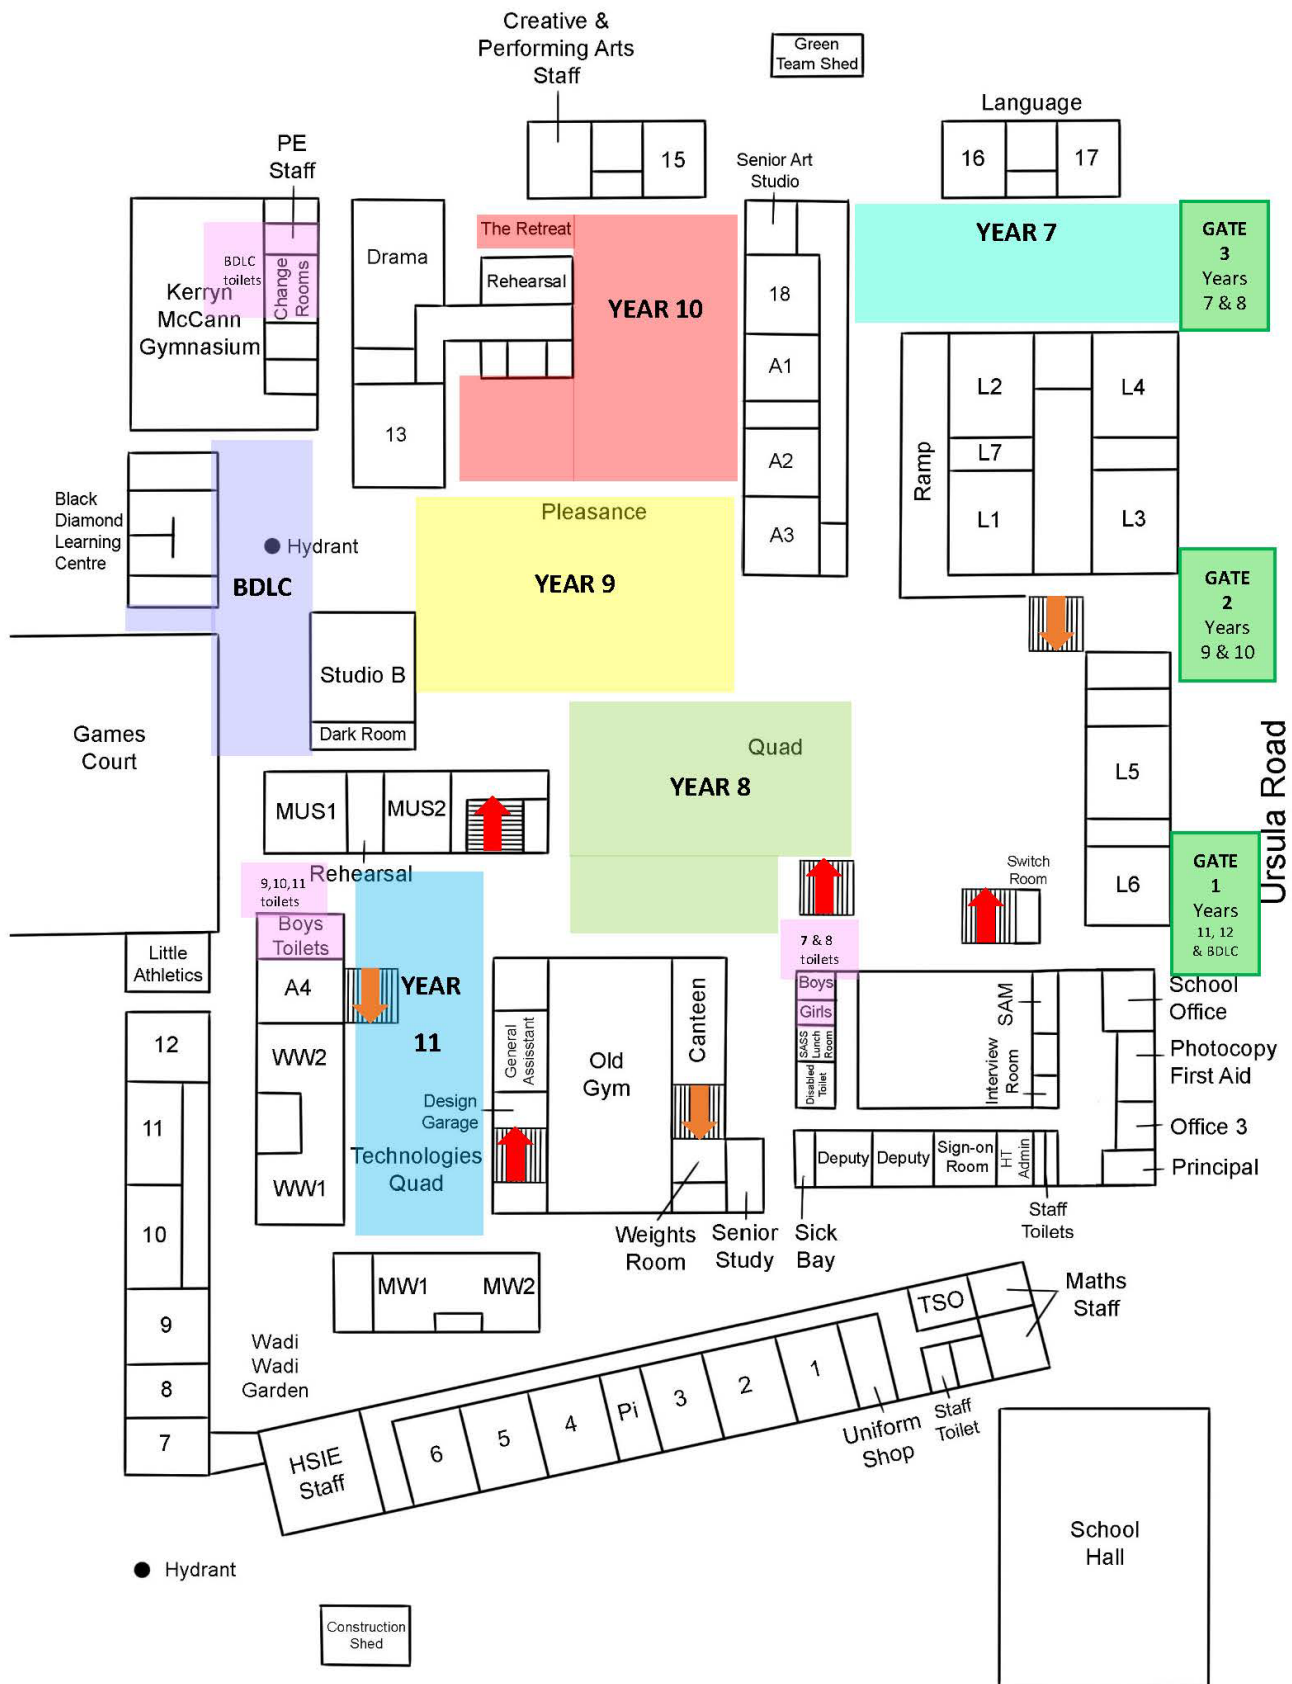 Creative &
Performing Arts
Staff
Green
Team Shed
Language
PE
Staff
15
Senior Art
Studio
16
17
The Retreat
YEAR 7
GATE
3
Years
7 & 8
BDLC
toilets
Change
Rooms
Kerryn
McCann
Gymnasium
Drama
Rehearsal
YEAR 10
18
A1
L2
L4
13
A2
Ramp
L7
Black
Diamond
Learning
Centre
Hydrant
BDLC
Pleasance
YEAR 9
A3
L1
L3
GATE
2
Years
9 & 10
Studio B
Dark Room
Games
Court
Quad
YEAR 8
L5
Ursula Road
MUS1
MUS2
Rehearsal
9,10,11
toilets
Boys
Toilets
Switch
Room
L6
GATE
1
Years
11, 12
& BDLC
Little
Athletics
A4
YEAR
11
7 & 8
toilets
Boys
Girls
SASS
Lunch
Room
Disabled
Toilet
Canteen
General
Assisstant
Old
Gym
SAM
Interview
Room
School
Office
Photocopy
First Aid
Office 3
Principal
12
WW2
11
Design
Garage
Technologies
Quad
WW1
10
Deputy
Deputy
Sign-on
Room
HT
Admin
Staff
Toilets
Weights
Room
Senior
Study
Sick
Bay
MW1
MW2
TSO
Maths
Staff
9
Wadi
Wadi
Garden
8
7
HSIE
Staff
6
5
4
Pi
3
2
1
Uniform
Shop
Staff
Toilet
School
Hall
Hydrant
Construction
Shed